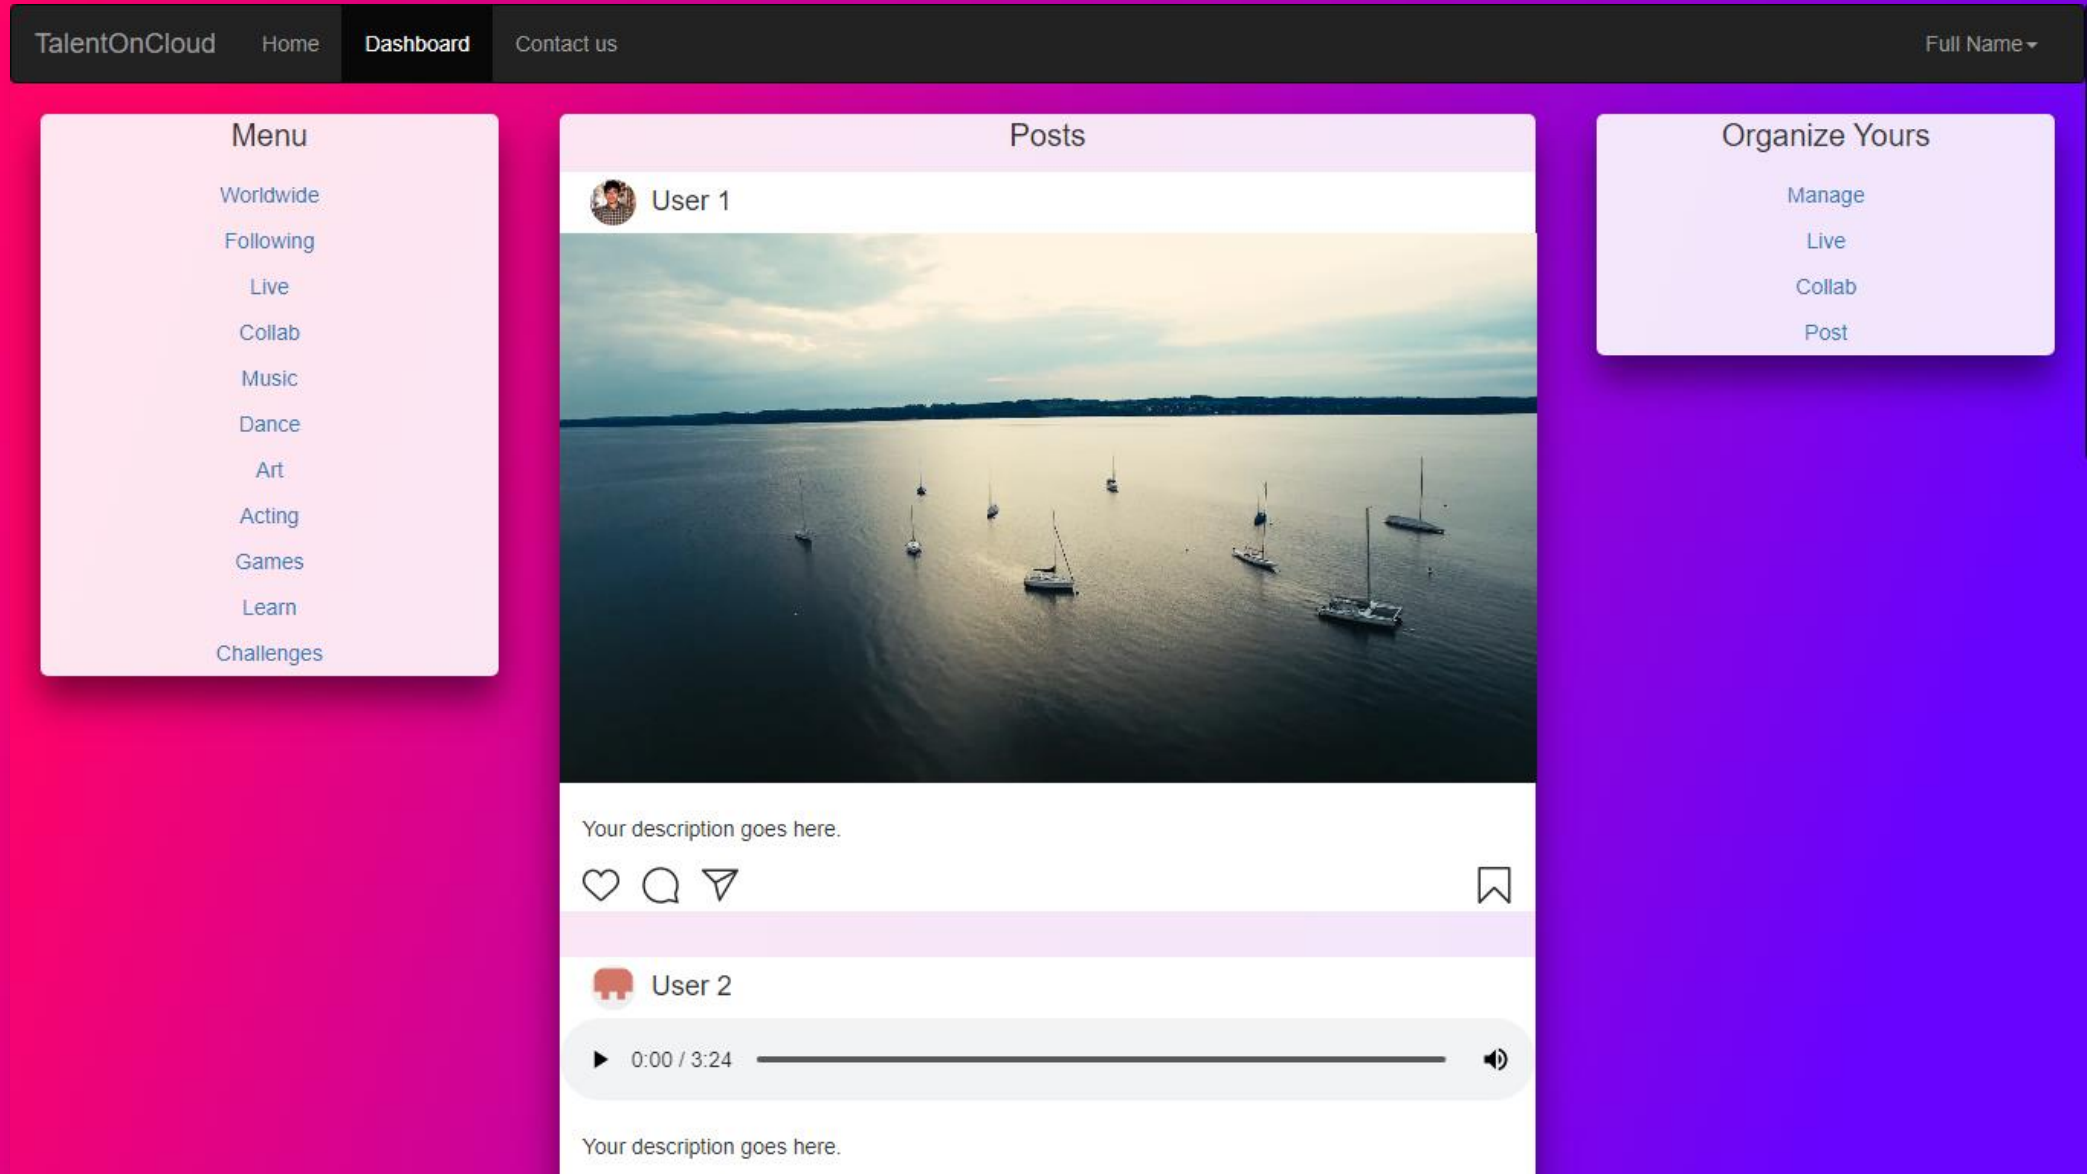 TalentOnCloud Home Dashboard Contact us Full Name
Menu
Worldwide
Following
Live
Collab
Music
Dance
Art
Acting
Games
Learn
Challenges
Posts
User 1
Your description goes here.
User 2
0:00 / 3:24
Your description goes here.
Organize Yours
Manage
Live
Collab
Post